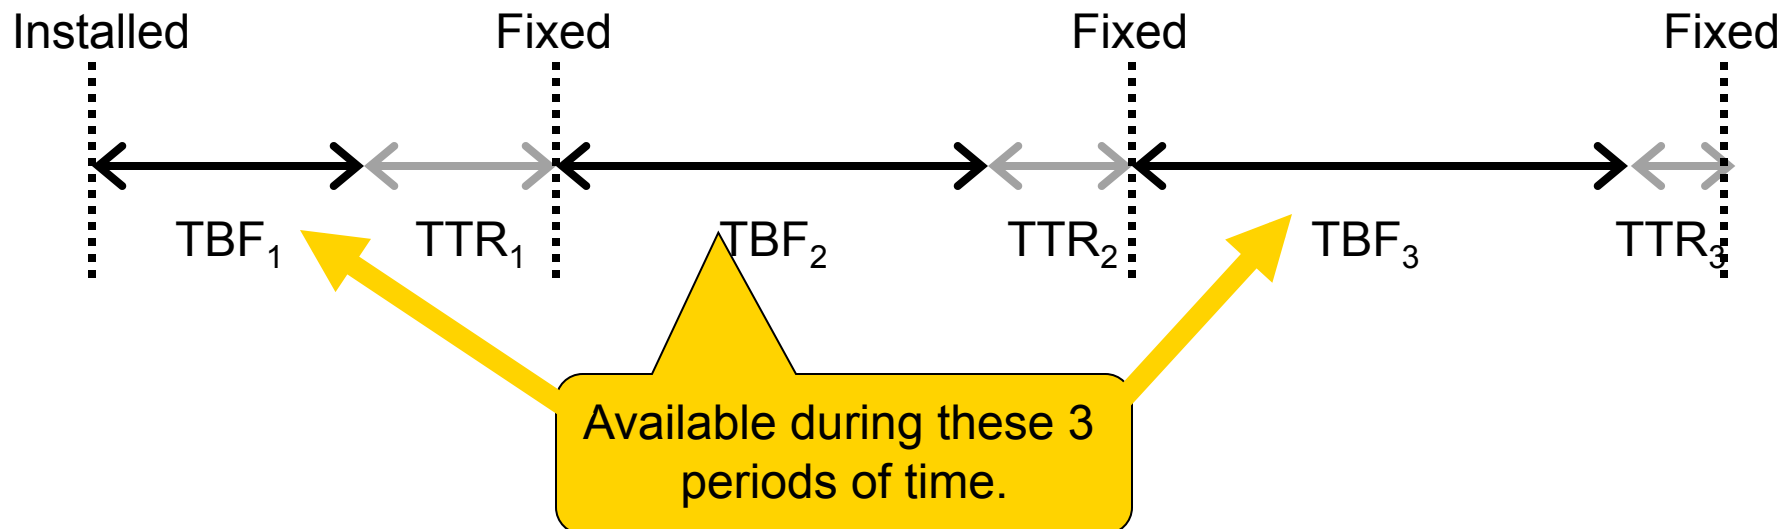 Installed Fixed Fixed Fixed
TBF₁ TTR₁ TBF₂ TTR₂ TBF₃ TTR₃
Available during these 3
periods of time.